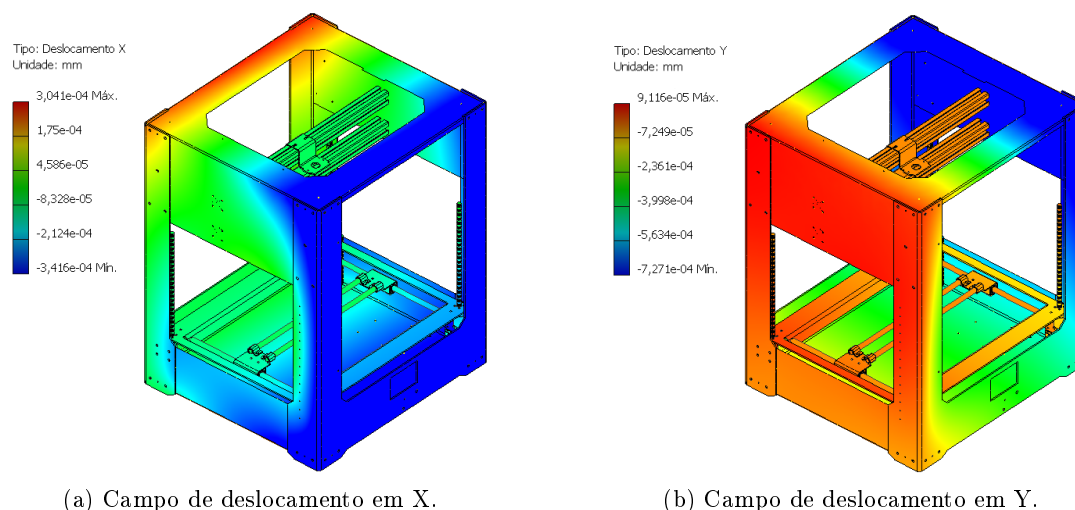 Tipo: Deslocamento X
Unidade: mm
3,041e-04 Máx.
1,75e-04
4,586e-05
-8,328e-05
-2,124e-04
-3,416e-04 Mín.
Tipo: Deslocamento Y
Unidade: mm
9,116e-05 Máx.
-7,249e-05
-2,361e-04
-3,998e-04
-5,634e-04
-7,271e-04 Mín
(a) Campo de deslocamento em X.
(b) Campo de deslocamento em Y.